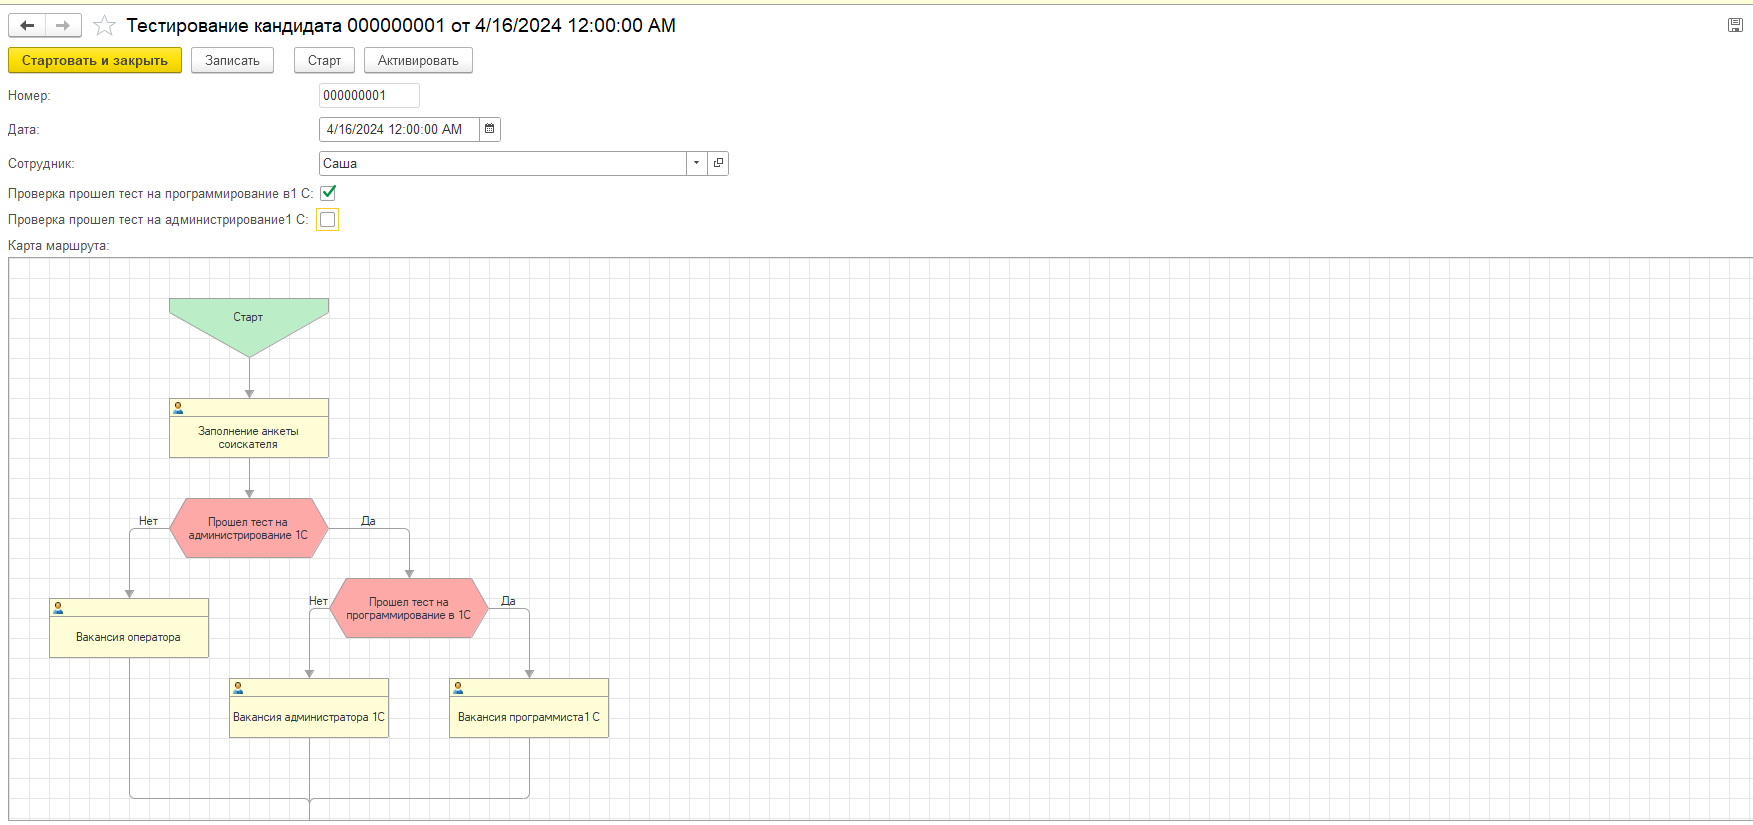 Тестирование кандидата 000000001 от 4/16/2024 12:00:00 AM
Стартовать и закрыть
Записать
Старт
Активировать
Номер:
000000001
Дата:
4/16/2024 12:00:00 AM
Сотрудник:
Саша
Проверка прошел тест на программирование в1 С:
Проверка прошел тест на администрирование1 С:
Карта маршрута:
Старт
Заполнение анкеты
соискателя
Нет
Прошел тест на
администрирование 1С
Да
Нет
Прошел тест на
программирование в 1С
Да
Вакансия оператора
Вакансия администратора 1С
Вакансия программиста1 С